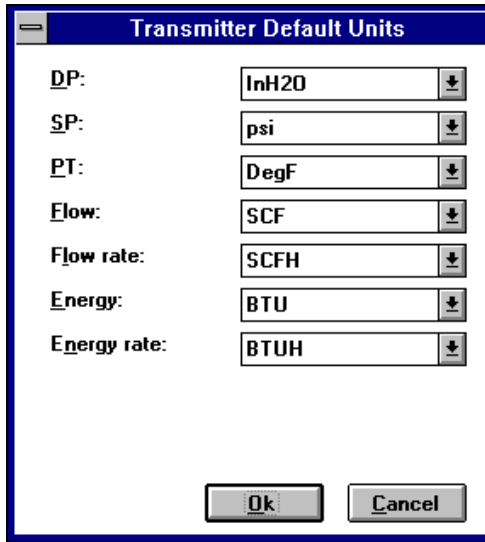 Transmitter Default Units
DP: InH2O
SP: psi
PT: DegF
Flow: SCF
Flow rate: SCFH
Energy: BTU
Energy rate: BTUH
Ok Cancel